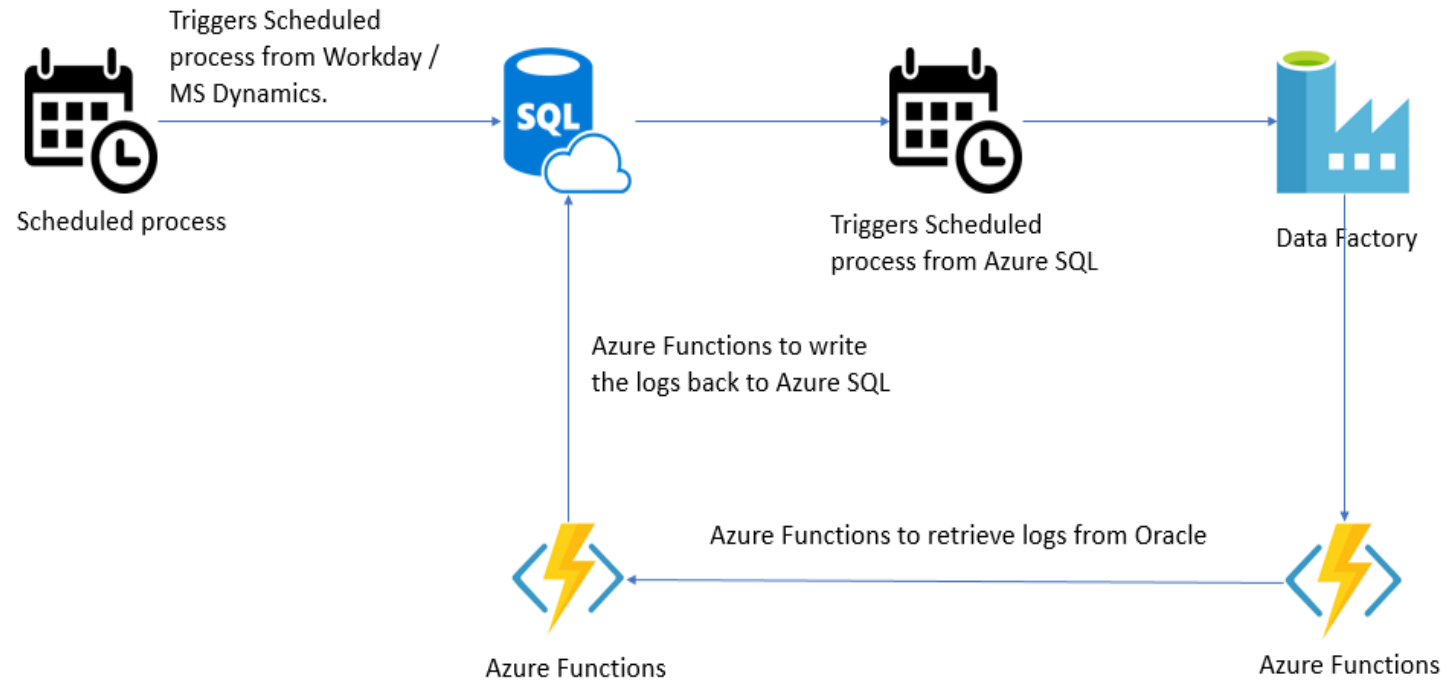 Triggers Scheduled
process from Workday /
MS Dynamics.
SQL
Scheduled process
Triggers Scheduled
process from Azure SQL
Data Factory
Azure Functions to write
the logs back to Azure SQL
Azure Functions to retrieve logs from Oracle
Azure Functions
Azure Functions